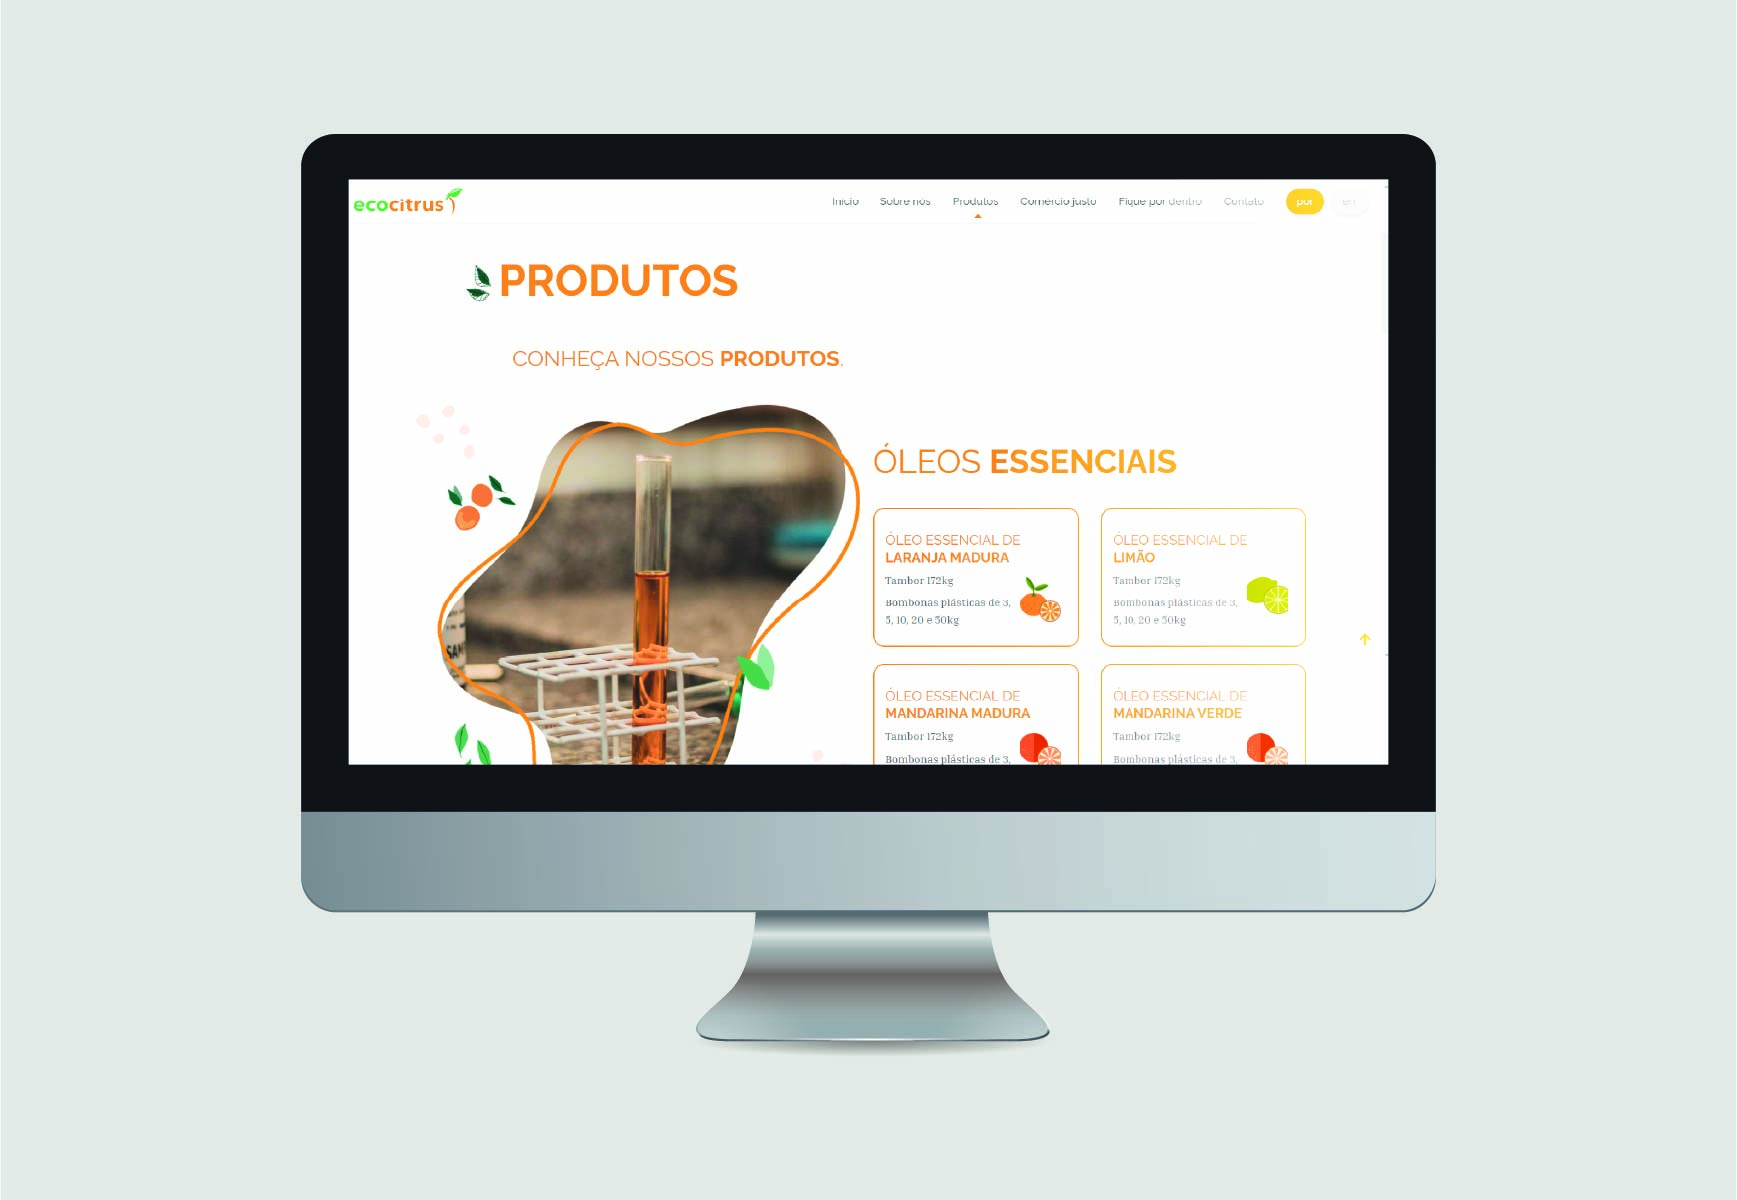 ecocitrus
Início Sobre nós Produtos Comércio justo Fique por dentro Contato por en
PRODUTOS
CONHEÇA NOSSOS PRODUTOS.
ÓLEOS ESSENCIAIS
ÓLEO ESSENCIAL DE
LARANJA MADURA
Tambor 172kg
Bombonas plásticas de 3,
5, 10, 20 e 50kg
ÓLEO ESSENCIAL DE
LIMÃO
Tambor 172kg
Bombonas plásticas de 3,
5, 10, 20 e 50kg
ÓLEO ESSENCIAL DE
MANDARINA MADURA
Tambor 172kg
Bombonas plásticas de 3,
ÓLEO ESSENCIAL DE
MANDARINA VERDE
Tambor 172kg
Bombonas plásticas de 3,